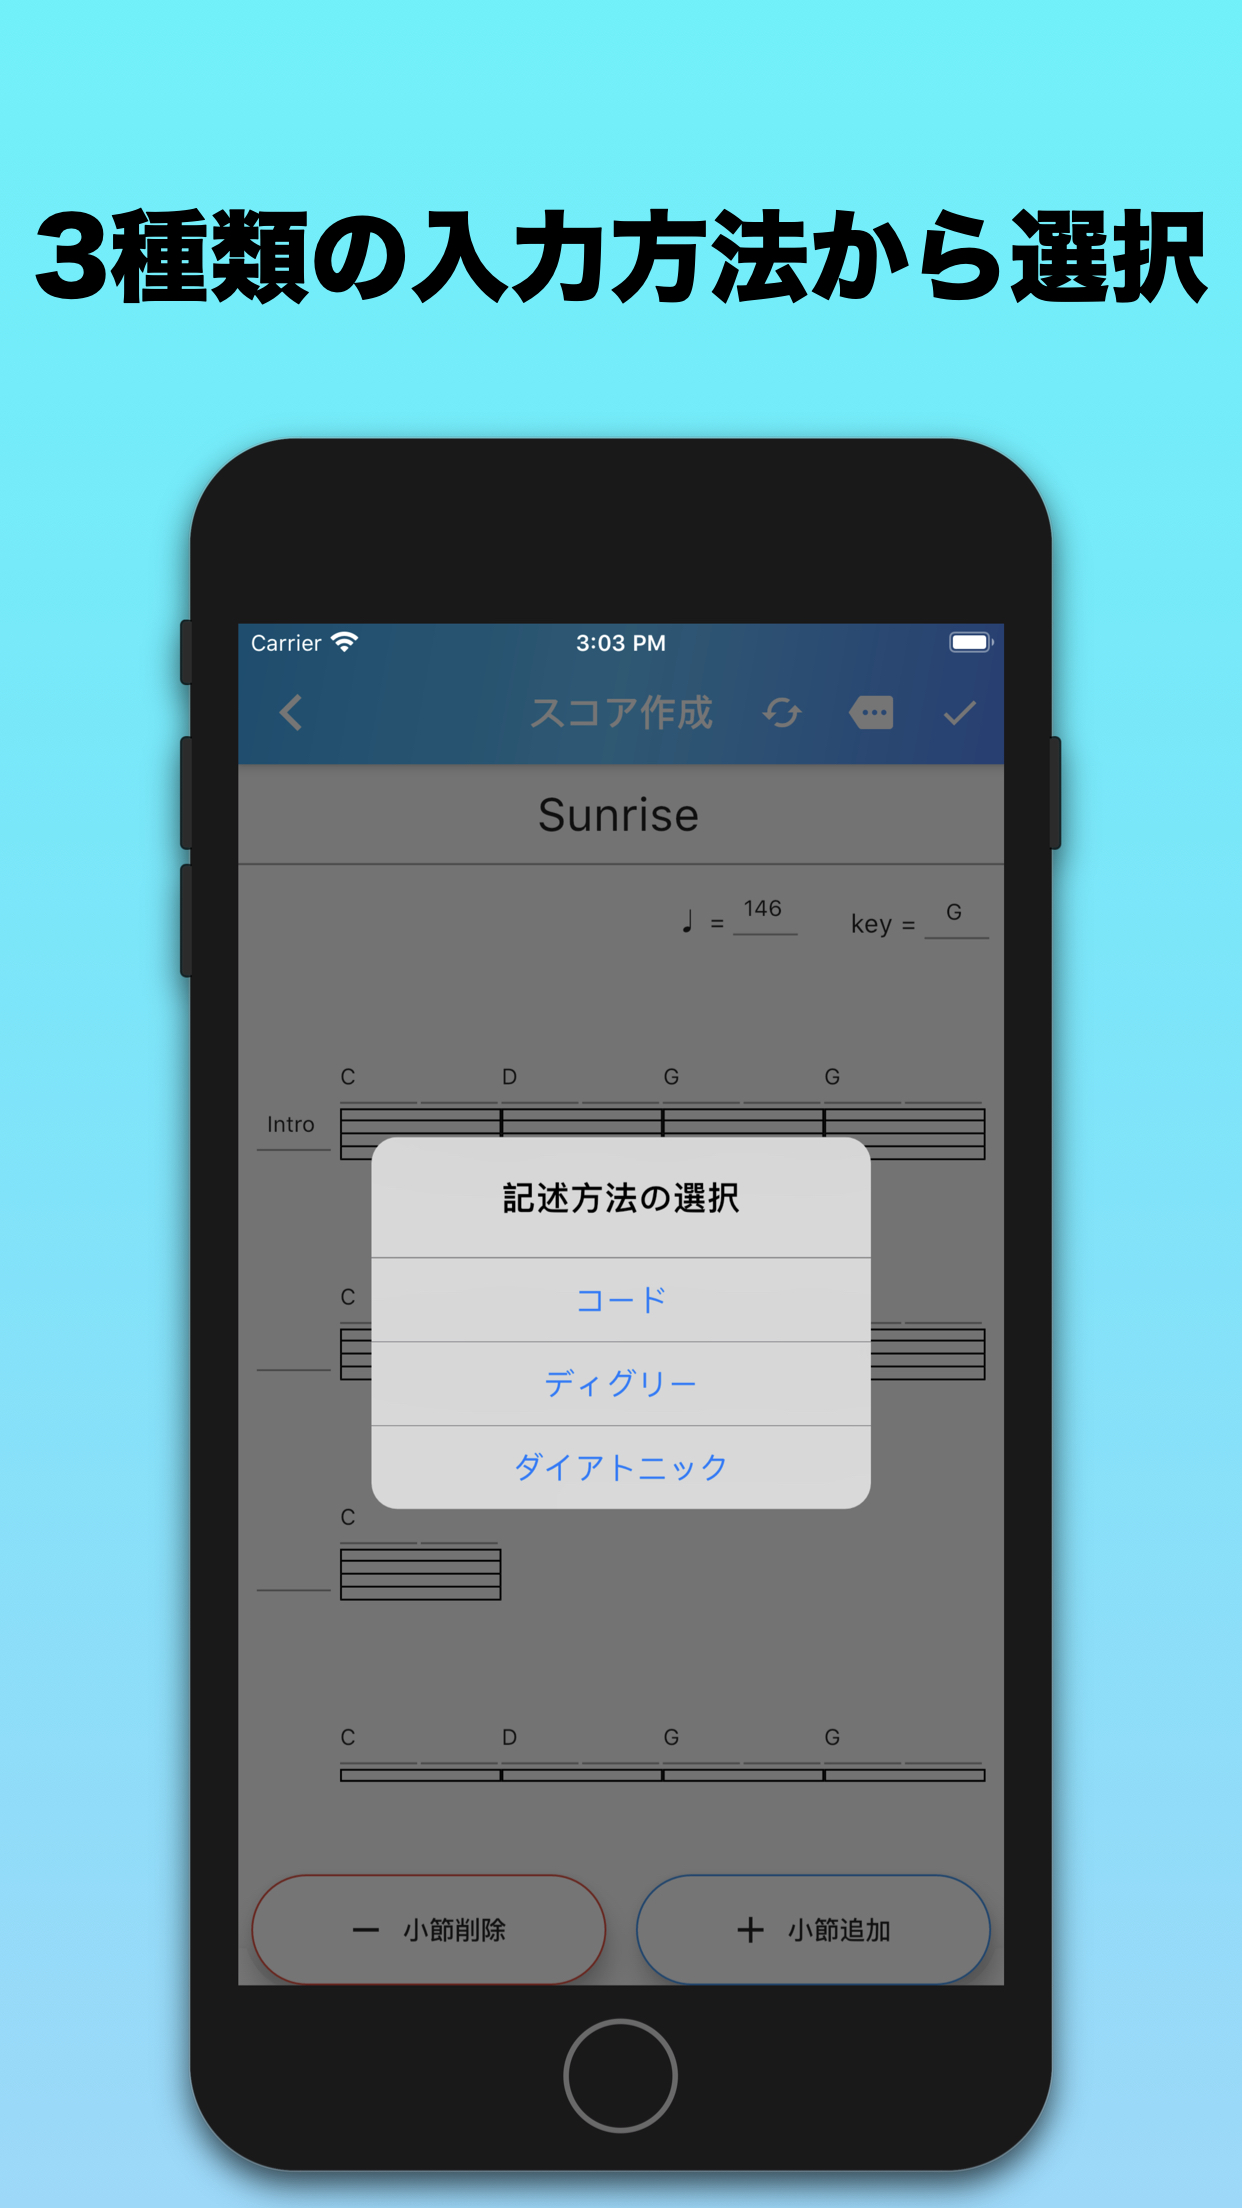 3種類の入力方法から選択
Carrier 3:03 PM
スコア作成
Sunrise
♩ = 146 key = G
C D G G
Intro
記述方法の選択
コード
C
ディグリー
ダイアトニック
C
C D G G
小節削除 小節追加